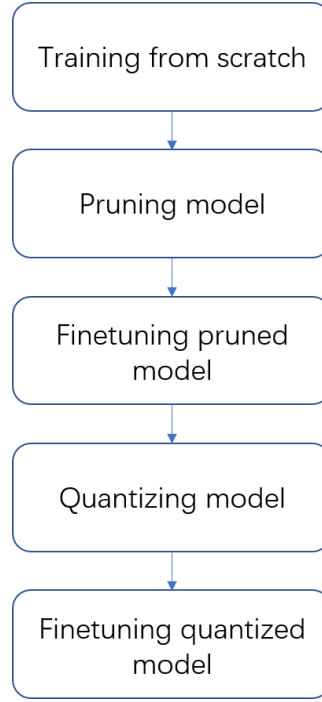 Training from scratch
Pruning model
Finetuning pruned
model
Quantizing model
Finetuning quantized
model